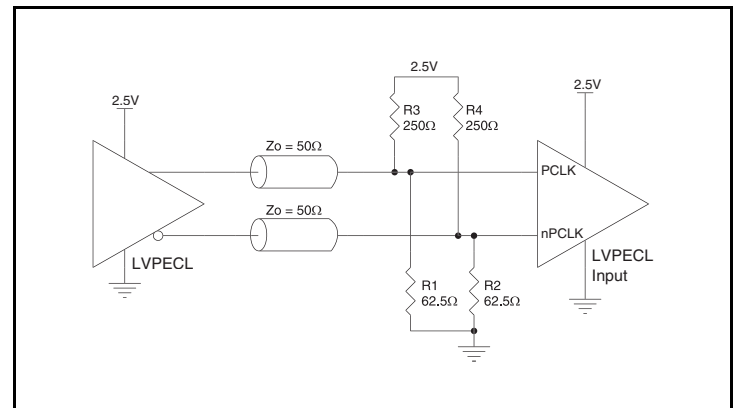 2.5V
2.5V
2.5V
R3
250Ω
R4
250Ω
Zo = 50Ω
PCLK
Zo = 50Ω
nPCLK
LVPECL
LVPECL
Input
R1
62.5Ω
R2
62.5Ω